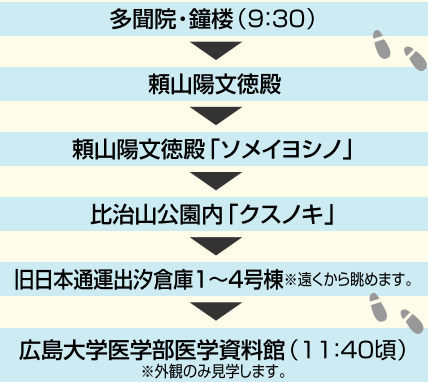 多聞院・鐘楼（9：30）
頼山陽文徳殿
頼山陽文徳殿「ソメイヨシノ」
比治山公園内「クスノキ」
旧日本通運出汐倉庫1～4号棟※遠くから眺めます。
広島大学医学部医学資料館（11：40頃）
※外観のみ見学します。